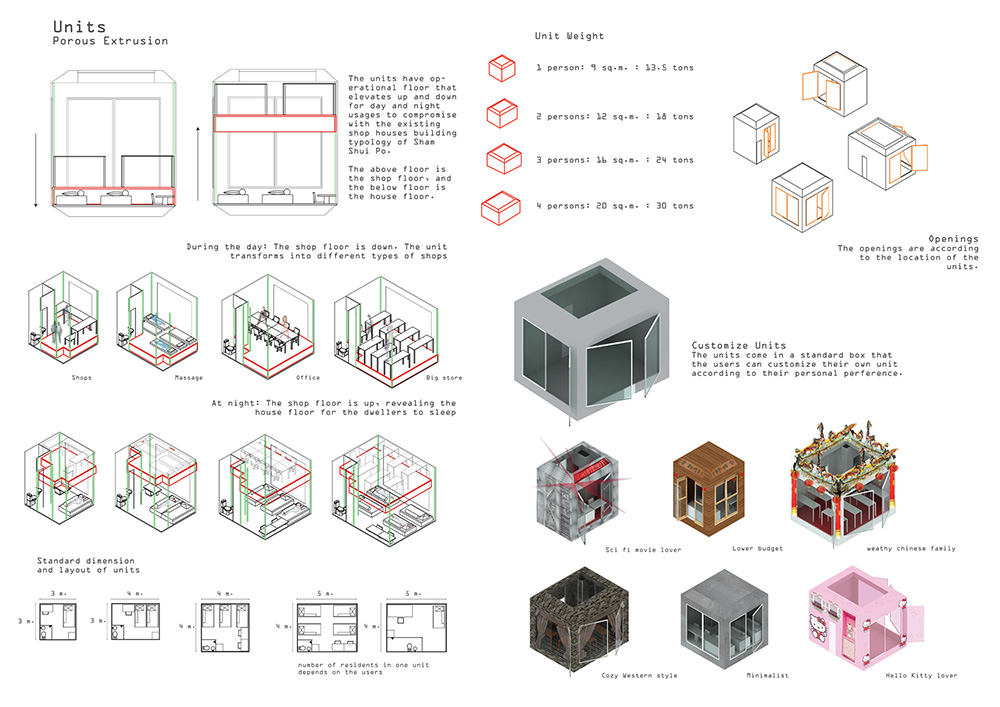 Units
Porous Extrusion
The units have op-
erational floor that
elevates up and down
for day and night
usages to compromise
with the existing
shop houses building
typology of Sham
Shui Po.
The above floor is
the shop floor, and
the below floor is
the house floor.
During the day: The shop floor is down. The unit
transforms into different types of shops
Shops
Massage
Office
Big store
At night: The shop floor is up, revealing the
house floor for the dwellers to sleep
Standard dimension
and layout of units
3 m.
3 m.
4 m.
3 m.
4 m.
4 m.
5 m.
4 m.
5 m.
4 m.
number of residents in one unit
depends on the users
Unit Weight
1 person: 9 sq.m. : 13.5 tons
2 persons: 12 sq.m. : 18 tons
3 persons: 16 sq.m. : 24 tons
4 persons: 20 sq.m. : 30 tons
Openings
The openings are according
to the location of the
units.
Customize Units
The units come in a standard box that
the users can customize their own unit
according to their personal perference.
Sci fi movie lover
Lower budget
weathy chinese family
Cozy Western style
Minimalist
Hello Kitty lover